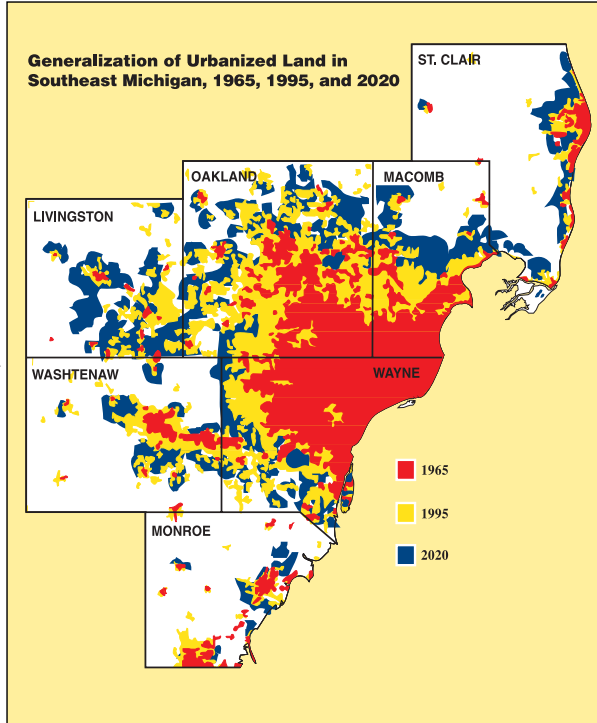 Generalization of Urbanized Land in
Southeast Michigan, 1965, 1995, and 2020
ST. CLAIR
OAKLAND
MACOMB
LIVINGSTON
WASHTENAW
WAYNE
1965
1995
MONROE
2020